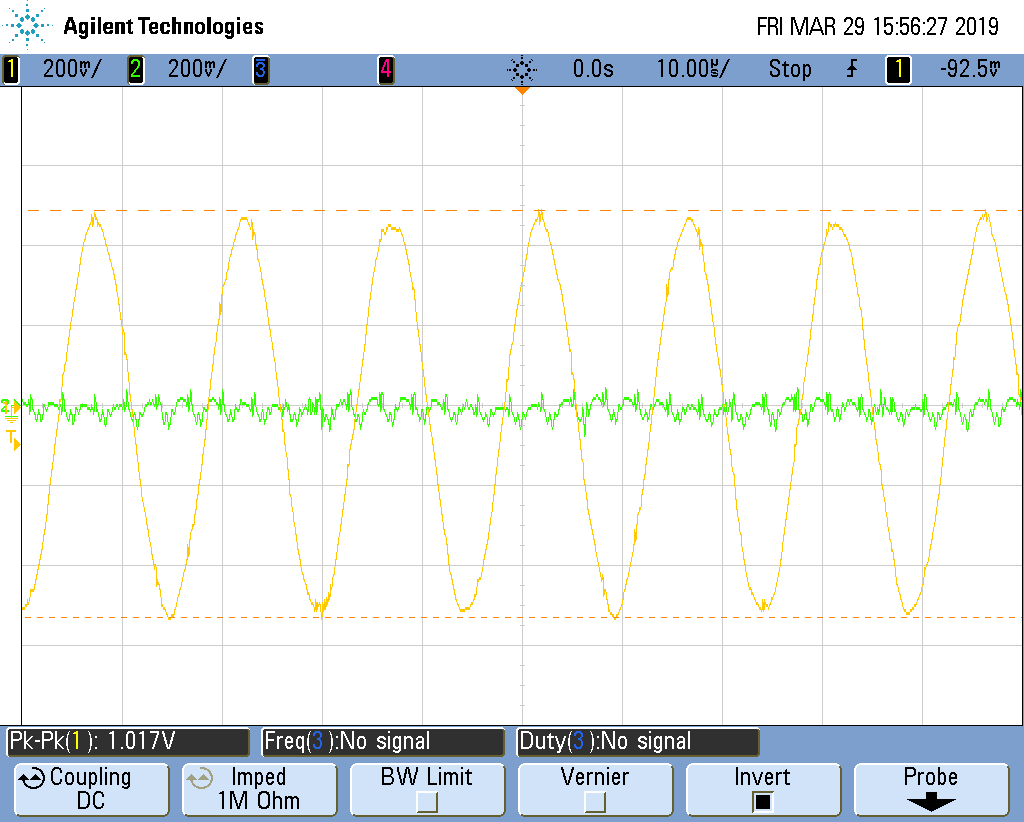 Agilent Technologies FRI MAR 29 15:56:27 2019
1 200mV/ 2 200mV/ 3 4 0.0s 10.00µs/ Stop 1 -92.5mV
2
T
Pk-Pk(1): 1.017V Freq(3):No signal Duty(3):No signal
Coupling Imped BW Limit Vernier Invert Probe
DC 1M Ohm